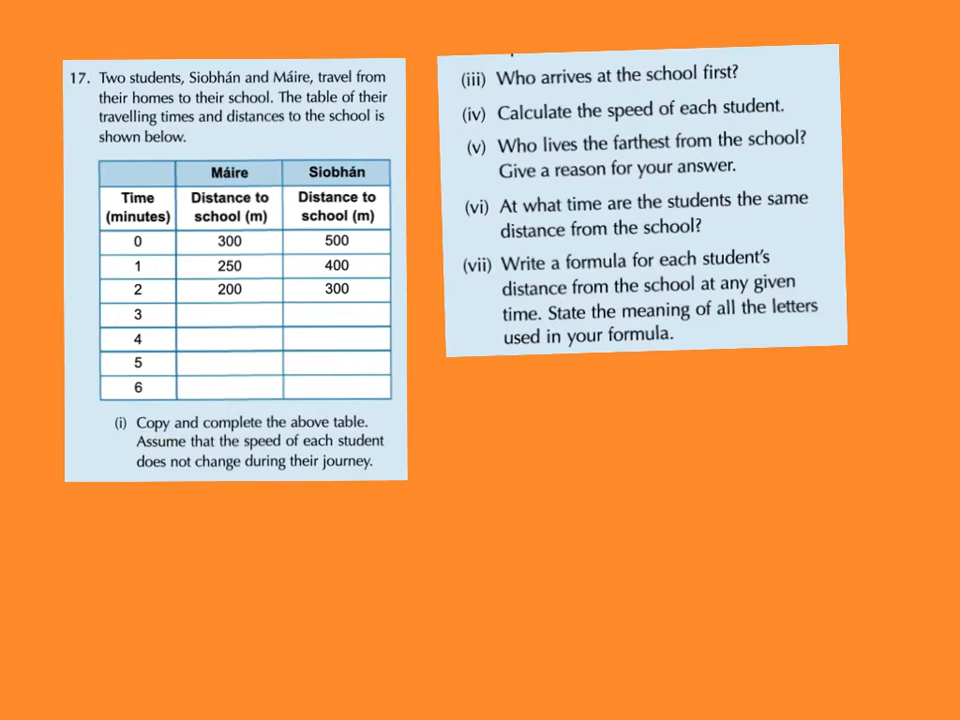 17. Two students, Siobhán and Máire, travel from
their homes to their school. The table of their
travelling times and distances to the school is
shown below.
Máire Siobhán
Time Distance to Distance to
(minutes) school (m) school (m)
0 300 500
1 250 400
2 200 300
3
4
5
6
(i) Copy and complete the above table.
Assume that the speed of each student
does not change during their journey.
(iii) Who arrives at the school first?
(iv) Calculate the speed of each student.
(v) Who lives the farthest from the school?
Give a reason for your answer.
(vi) At what time are the students the same
distance from the school?
(vii) Write a formula for each student's
distance from the school at any given
time. State the meaning of all the letters
used in your formula.